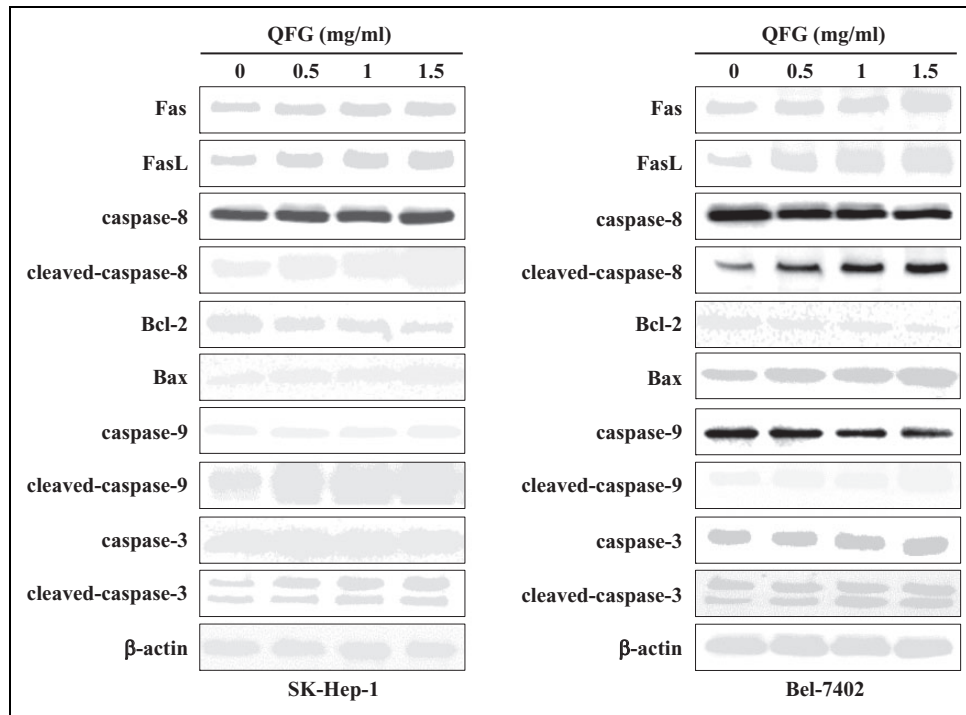 QFG (mg/ml)
0 0.5 1 1.5
Fas
FasL
caspase-8
cleaved-caspase-8
Bcl-2
Bax
caspase-9
cleaved-caspase-9
caspase-3
cleaved-caspase-3
β-actin
SK-Hep-1
QFG (mg/ml)
0 0.5 1 1.5
Fas
FasL
caspase-8
cleaved-caspase-8
Bcl-2
Bax
caspase-9
cleaved-caspase-9
caspase-3
cleaved-caspase-3
β-actin
Bel-7402